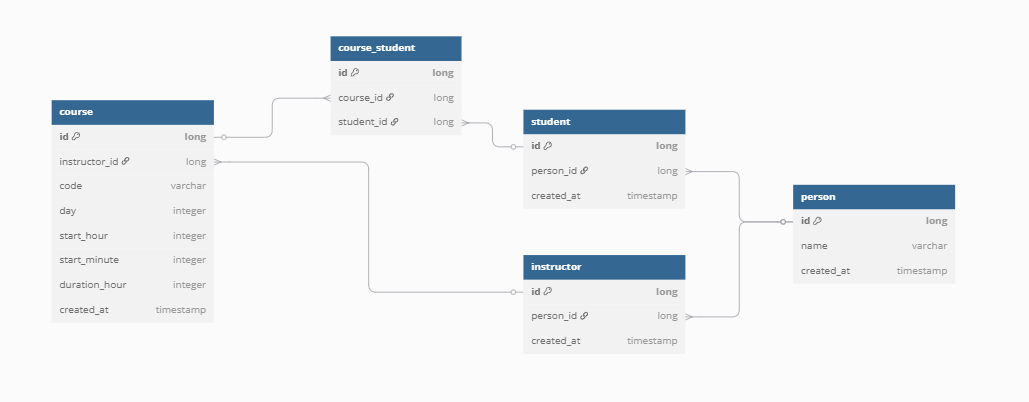 course_student
id long
course_id long
student_id long
course
id long
instructor_id long
code varchar
day integer
start_hour integer
start_minute integer
duration_hour integer
created_at timestamp
student
id long
person_id long
created_at timestamp
instructor
id long
person_id long
created_at timestamp
person
id long
name varchar
created_at timestamp